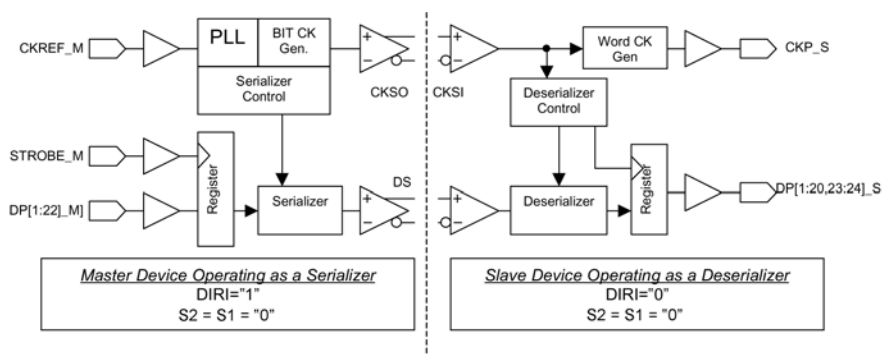 CKREF_M
PLL
BIT CK
Gen.
Serializer
Control
+
−
CKSO
STROBE_M
DP[1:22]_M]
Register
Serializer
DS
+
−
Master Device Operating as a Serializer
DIRI="1"
S2 = S1 = "0"
+
−
CKSI
Word CK
Gen
CKP_S
Deserializer
Control
+
−
Deserializer
Register
DP[1:20,23:24]_S
Slave Device Operating as a Deserializer
DIRI="0"
S2 = S1 = "0"